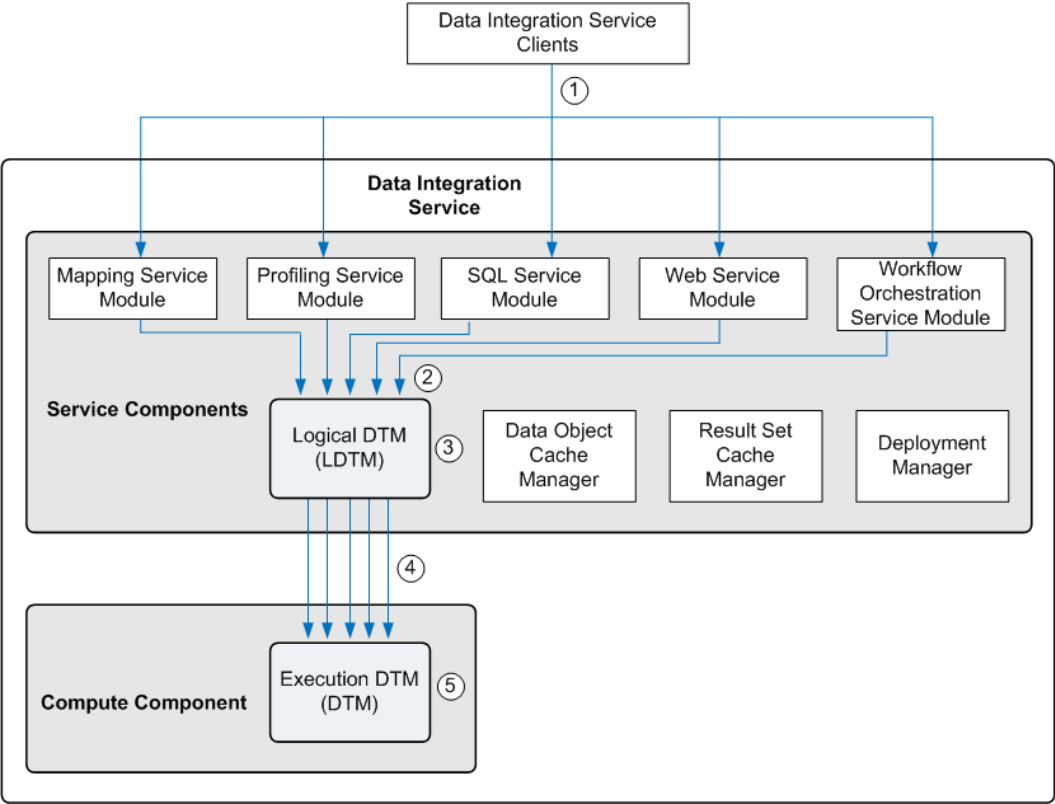 Data Integration Service
Clients
1
Data Integration
Service
Mapping Service
Module
Profiling Service
Module
SQL Service
Module
Web Service
Module
Workflow
Orchestration
Service Module
2
Service Components
Logical DTM
(LDTM)
3
Data Object
Cache
Manager
Result Set
Cache
Manager
Deployment
Manager
4
Compute Component
Execution DTM
(DTM)
5